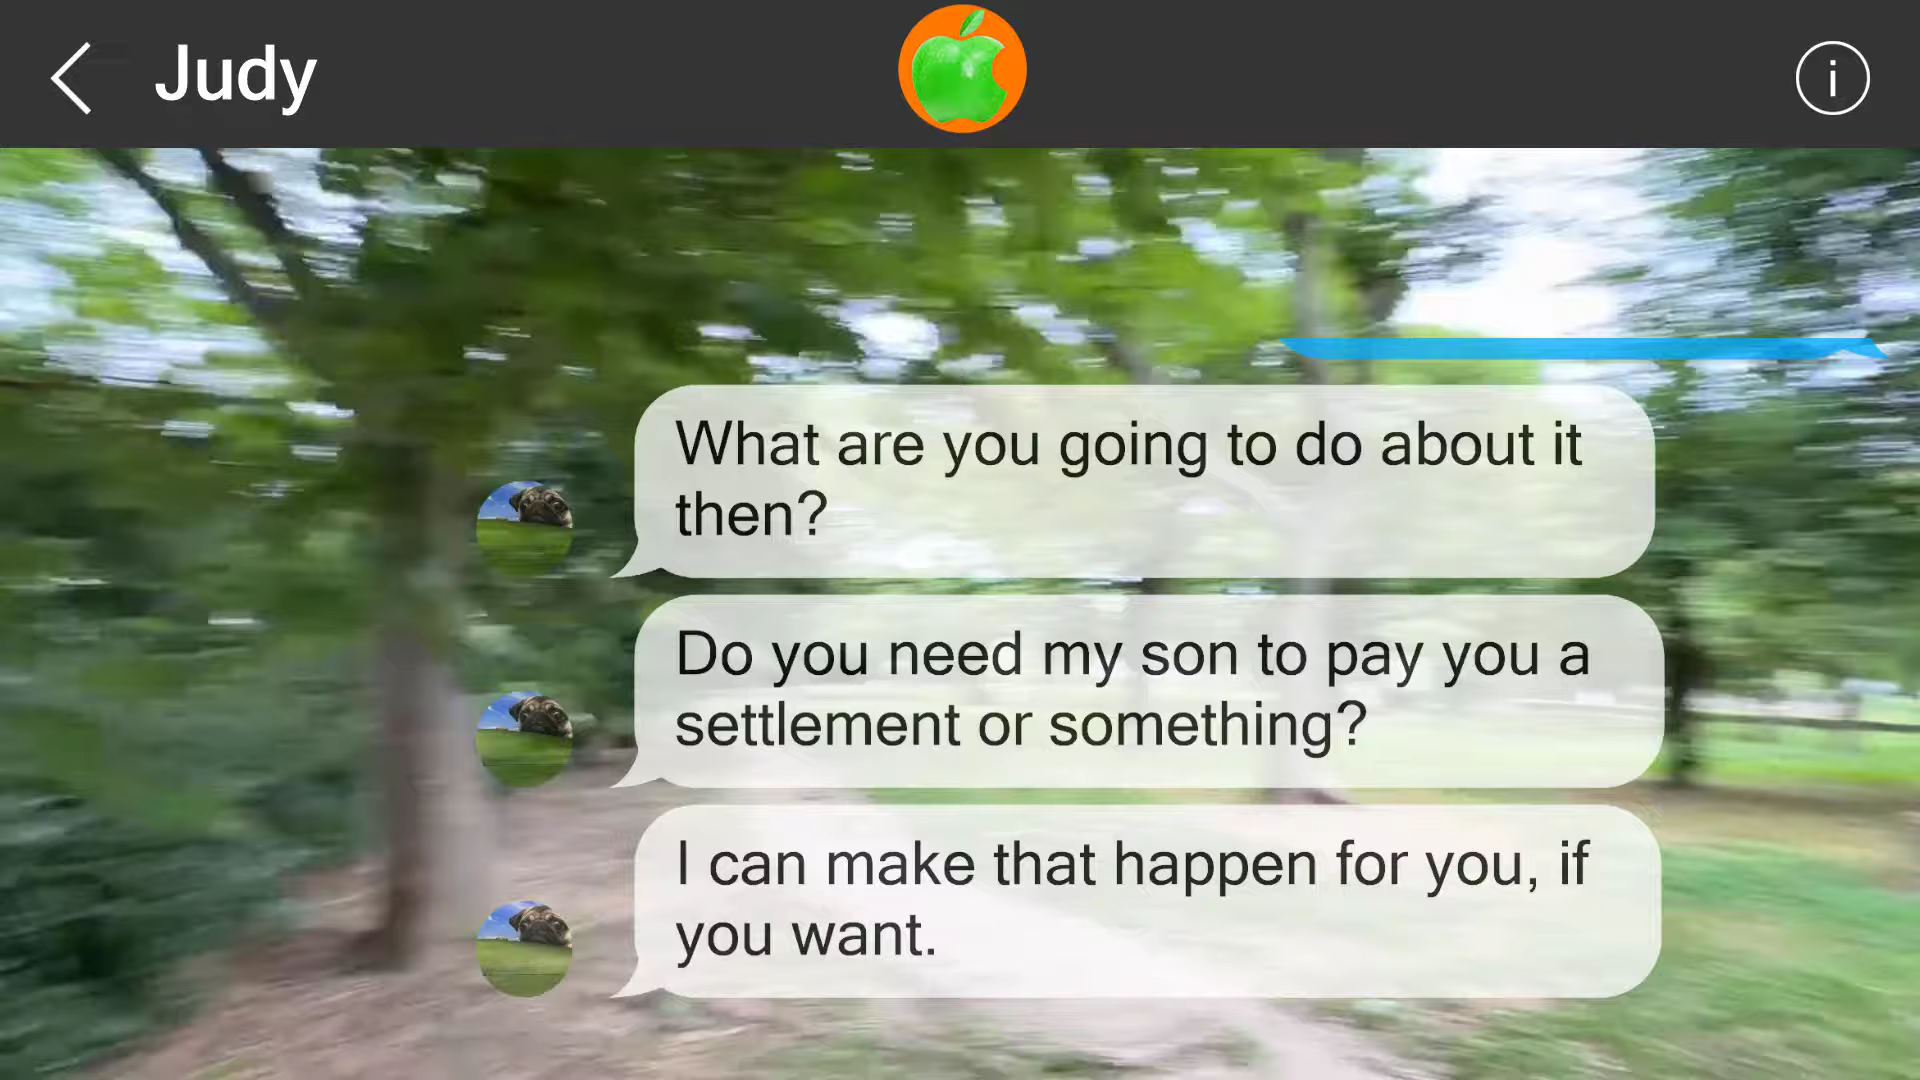 Judy
What are you going to do about it
then?
Do you need my son to pay you a
settlement or something?
I can make that happen for you, if
you want.